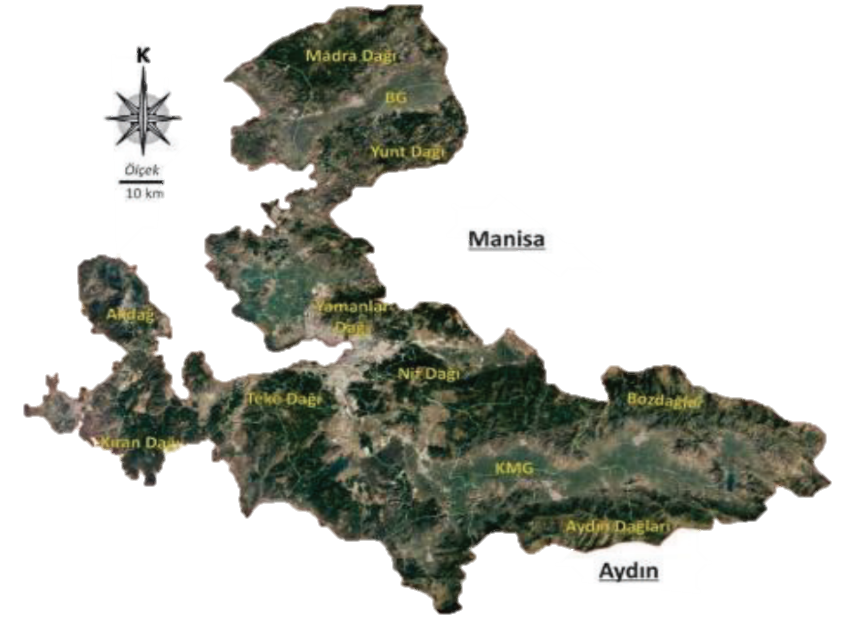 Madra Dağı
K
BG
Yunt Dağı
Ölçek
10 km
Manisa
Yamanlar
Dağı
Akdağ
Nif Dağı
Teke Dağı
Bozdağlar
Kıran Dağı
KMG
Aydın Dağları
Aydın